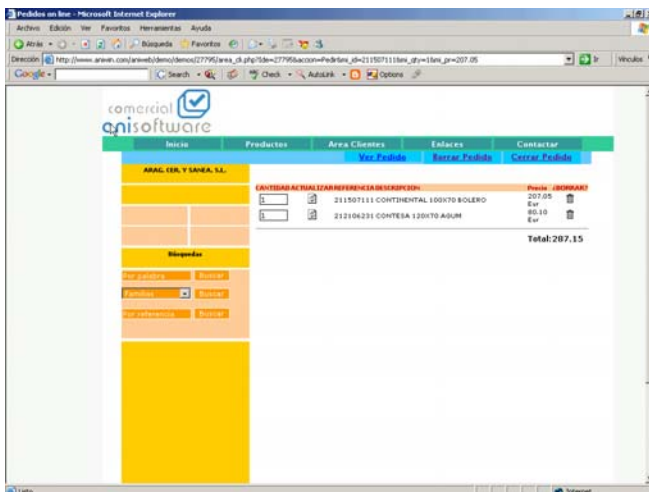 Pedidos on line - Microsoft Internet Explorer
Archivo Edición Ver Favoritos Herramientas Ayuda
Atrás Búsqueda Favoritos
Dirección http://www.aniwin.com/aniweb/demo/demos/27795/area_cli.php?ids=27795&accion=Pedir&mi_id=211507111&mi_qty=1&mi_pr=207.05 Ir Vínculos
Google Search Check AutoLink Options
comercial
anisoftware
Inicio Productos Area Clientes Enlaces Contactar
Ver Pedido Borrar Pedido Cerrar Pedido
ARAG. CER. Y SANEA. S.L.
CANTIDAD ACTUALIZAR REFERENCIA DESCRIPCION Precio ¿BORRAR?
1 211507111 CONTINENTAL 100X70 BOLERO 207.05 Eur
1 212106231 CONTESA 120X70 AGUM 80.10 Eur
Total:287.15
Búsquedas
Por palabra Buscar
Familias Buscar
Por referencia Buscar
Listo Internet